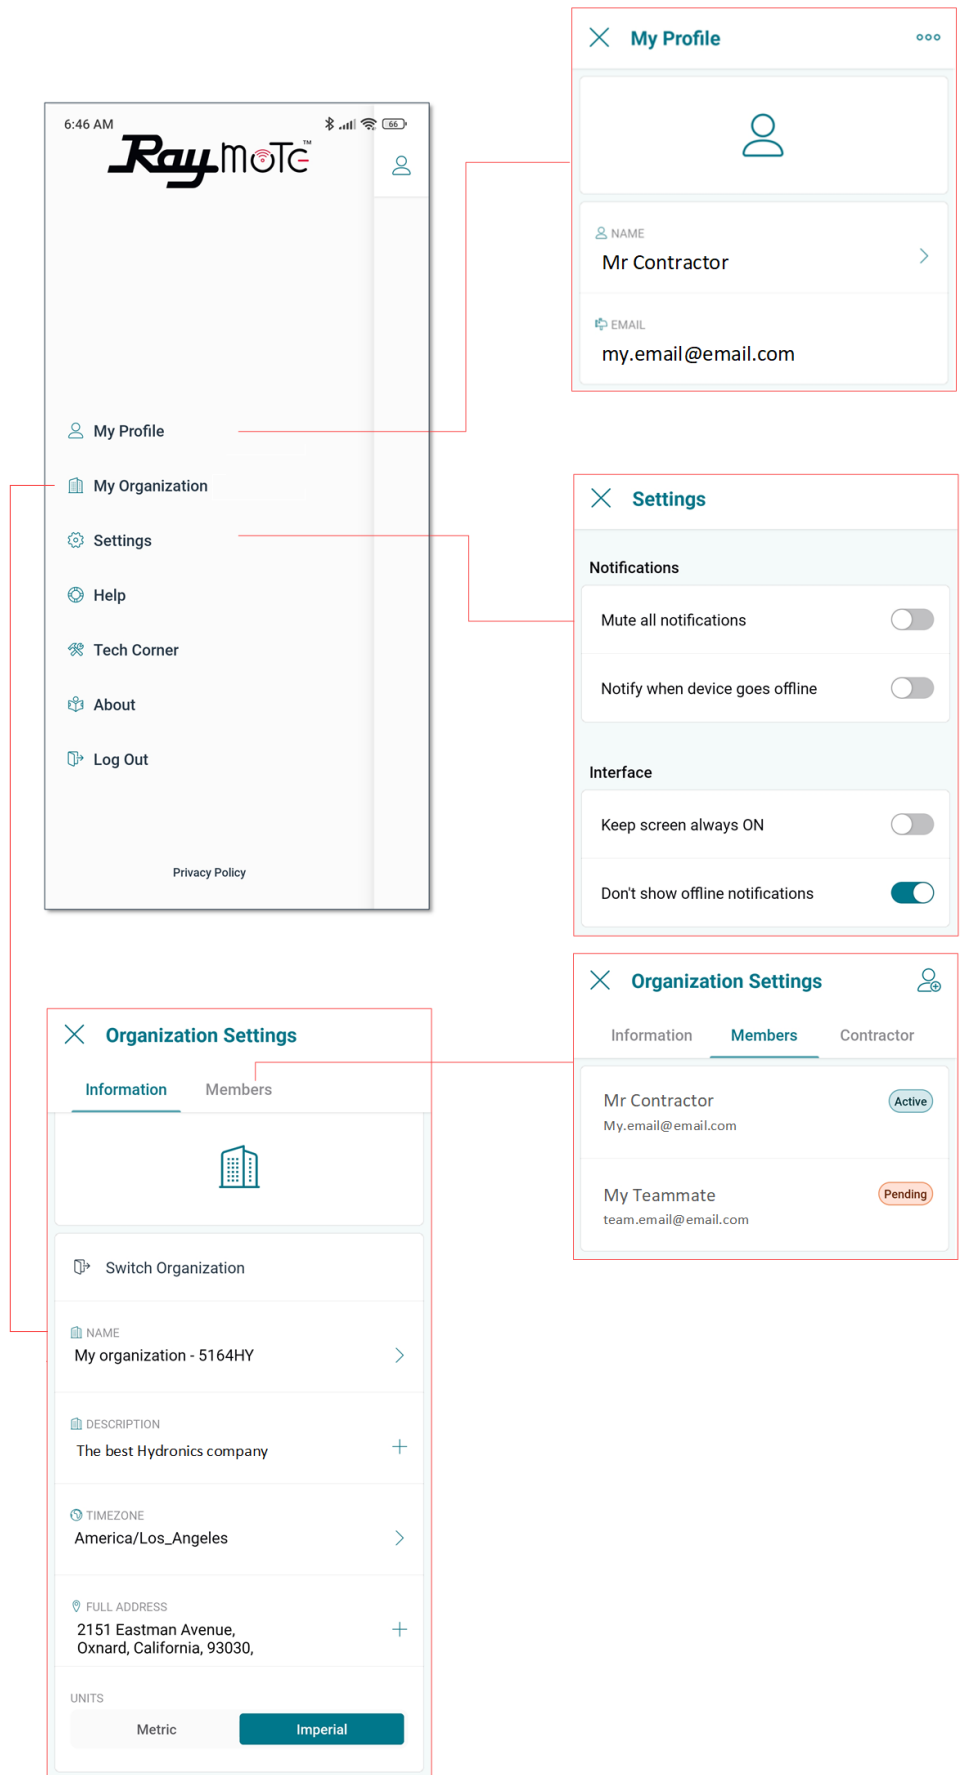 My Profile
NAME
Mr Contractor
EMAIL
my.email@email.com
6:46 AM
66
Raymote™
My Profile
My Organization
Settings
Help
Tech Corner
About
Log Out
Privacy Policy
Settings
Notifications
Mute all notifications
Notify when device goes offline
Interface
Keep screen always ON
Don't show offline notifications
Organization Settings
Information Members Contractor
Mr Contractor Active
My.email@email.com
My Teammate Pending
team.email@email.com
Organization Settings
Information Members
Switch Organization
NAME
My organization - 5164HY
DESCRIPTION
The best Hydronics company
TIMEZONE
America/Los_Angeles
FULL ADDRESS
2151 Eastman Avenue,
Oxnard, California, 93030,
UNITS
Metric Imperial